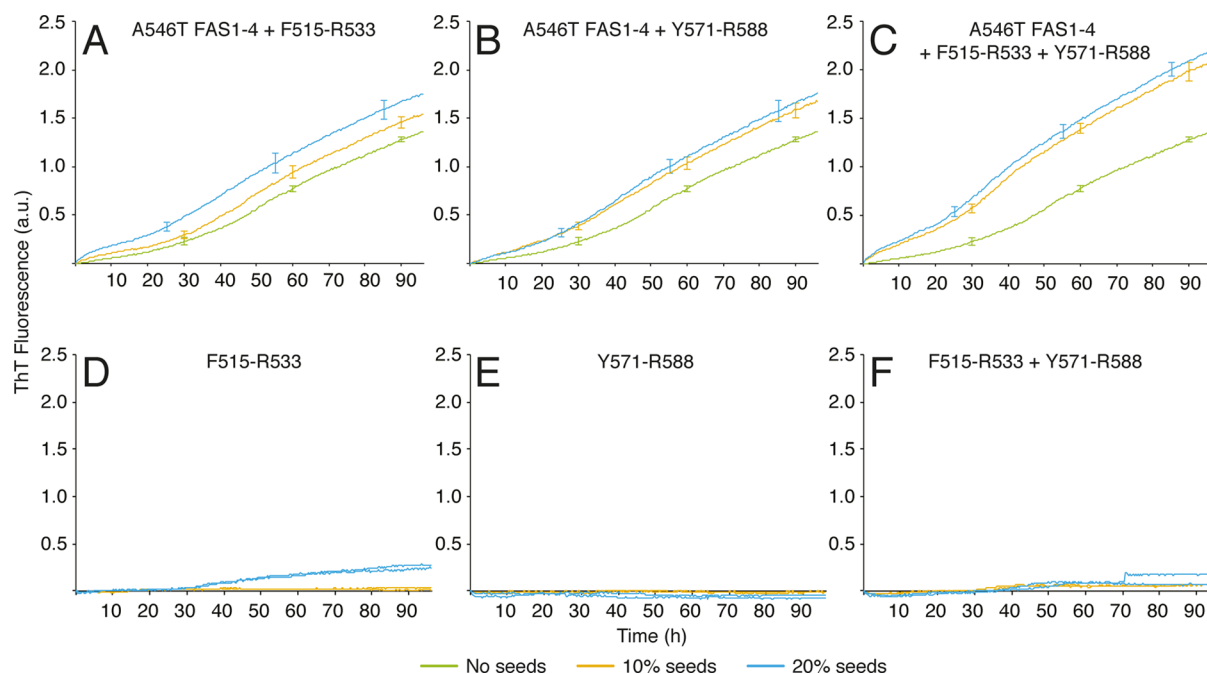 A
A546T FAS1-4 + F515-R533
B
A546T FAS1-4 + Y571-R588
C
A546T FAS1-4
+ F515-R533 + Y571-R588
2.5
2.0
1.5
1.0
0.5
10 20 30 40 50 60 70 80 90
2.5
2.0
1.5
1.0
0.5
10 20 30 40 50 60 70 80 90
2.5
2.0
1.5
1.0
0.5
10 20 30 40 50 60 70 80 90
ThT Fluorescence (a.u.)
D
F515-R533
E
Y571-R588
F
F515-R533 + Y571-R588
2.5
2.0
1.5
1.0
0.5
10 20 30 40 50 60 70 80 90
2.5
2.0
1.5
1.0
0.5
10 20 30 40 50 60 70 80 90
2.5
2.0
1.5
1.0
0.5
10 20 30 40 50 60 70 80 90
Time (h)
No seeds 10% seeds 20% seeds